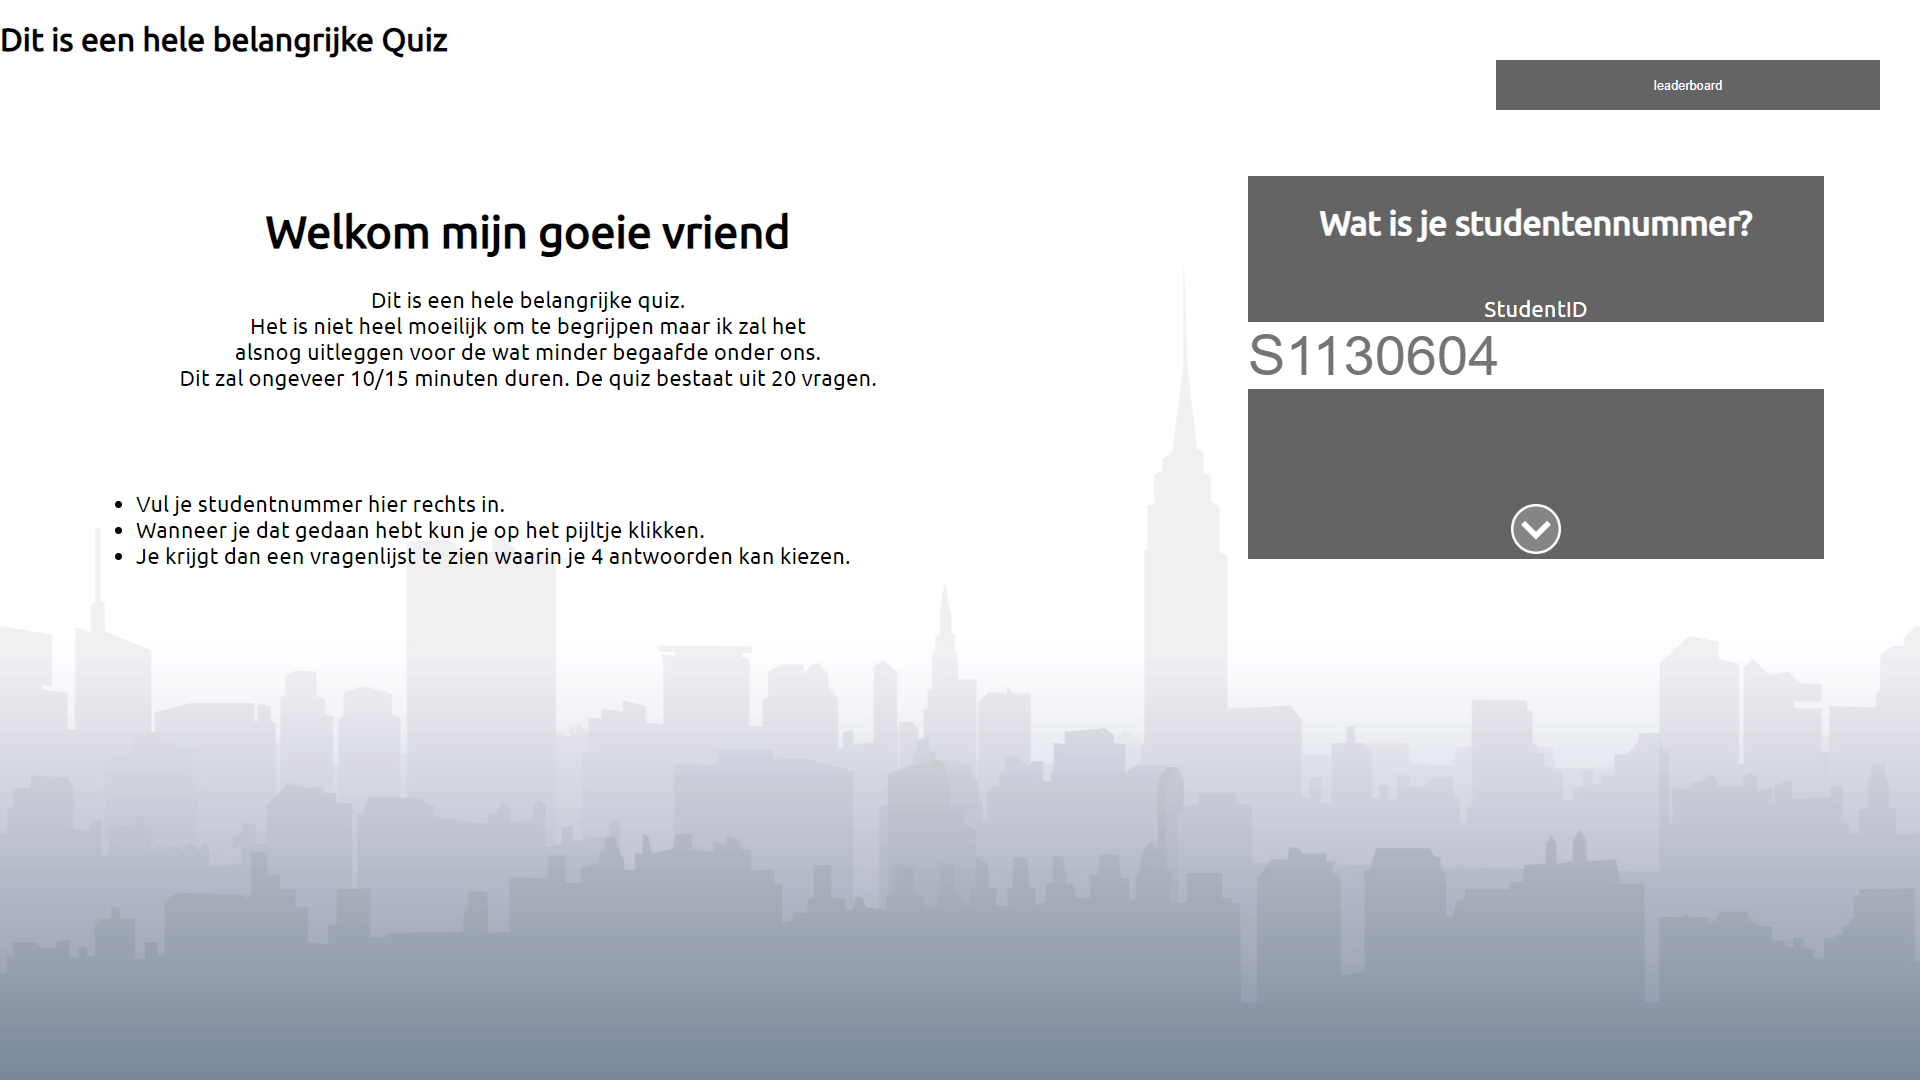 Dit is een hele belangrijke Quiz
leaderboard
Welkom mijn goeie vriend
Dit is een hele belangrijke quiz.
Het is niet heel moeilijk om te begrijpen maar ik zal het
alsnog uitleggen voor de wat minder begaafde onder ons.
Dit zal ongeveer 10/15 minuten duren. De quiz bestaat uit 20 vragen.
• Vul je studentnummer hier rechts in.
• Wanneer je dat gedaan hebt kun je op het pijltje klikken.
• Je krijgt dan een vragenlijst te zien waarin je 4 antwoorden kan kiezen.
Wat is je studentennummer?
StudentID
S1130604